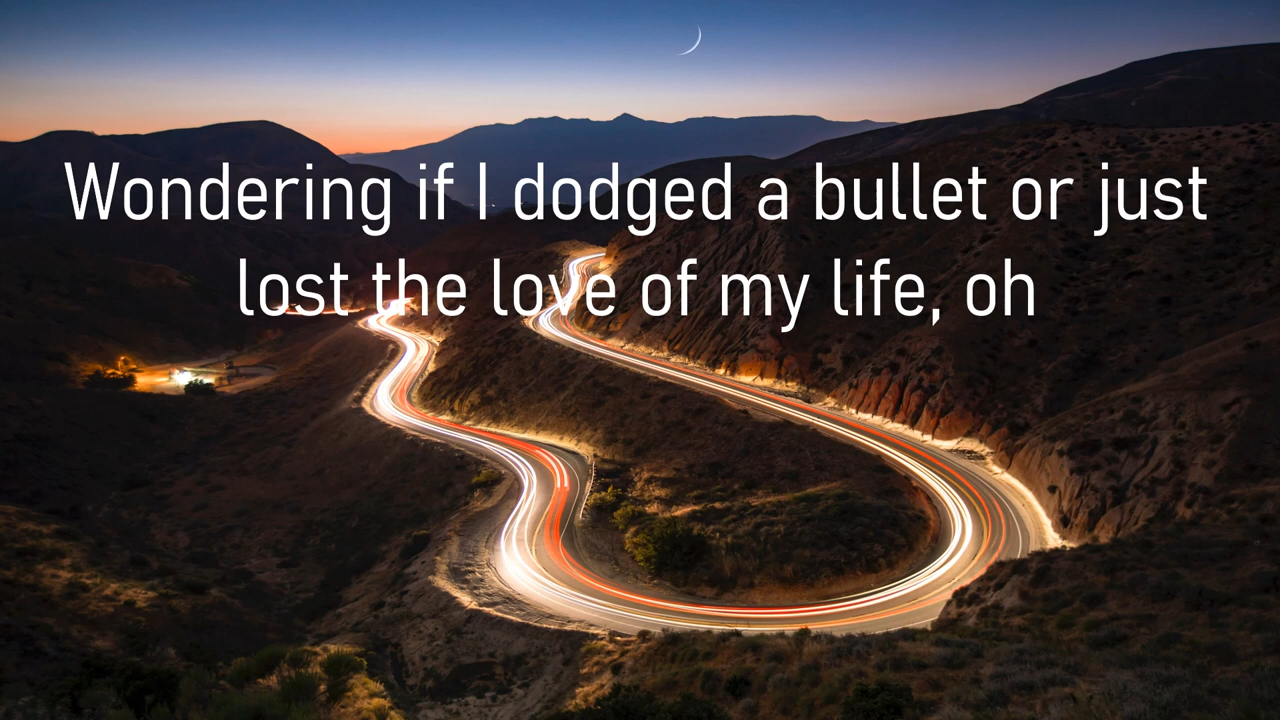 Wondering if I dodged a bullet or just
lost the love of my life, oh